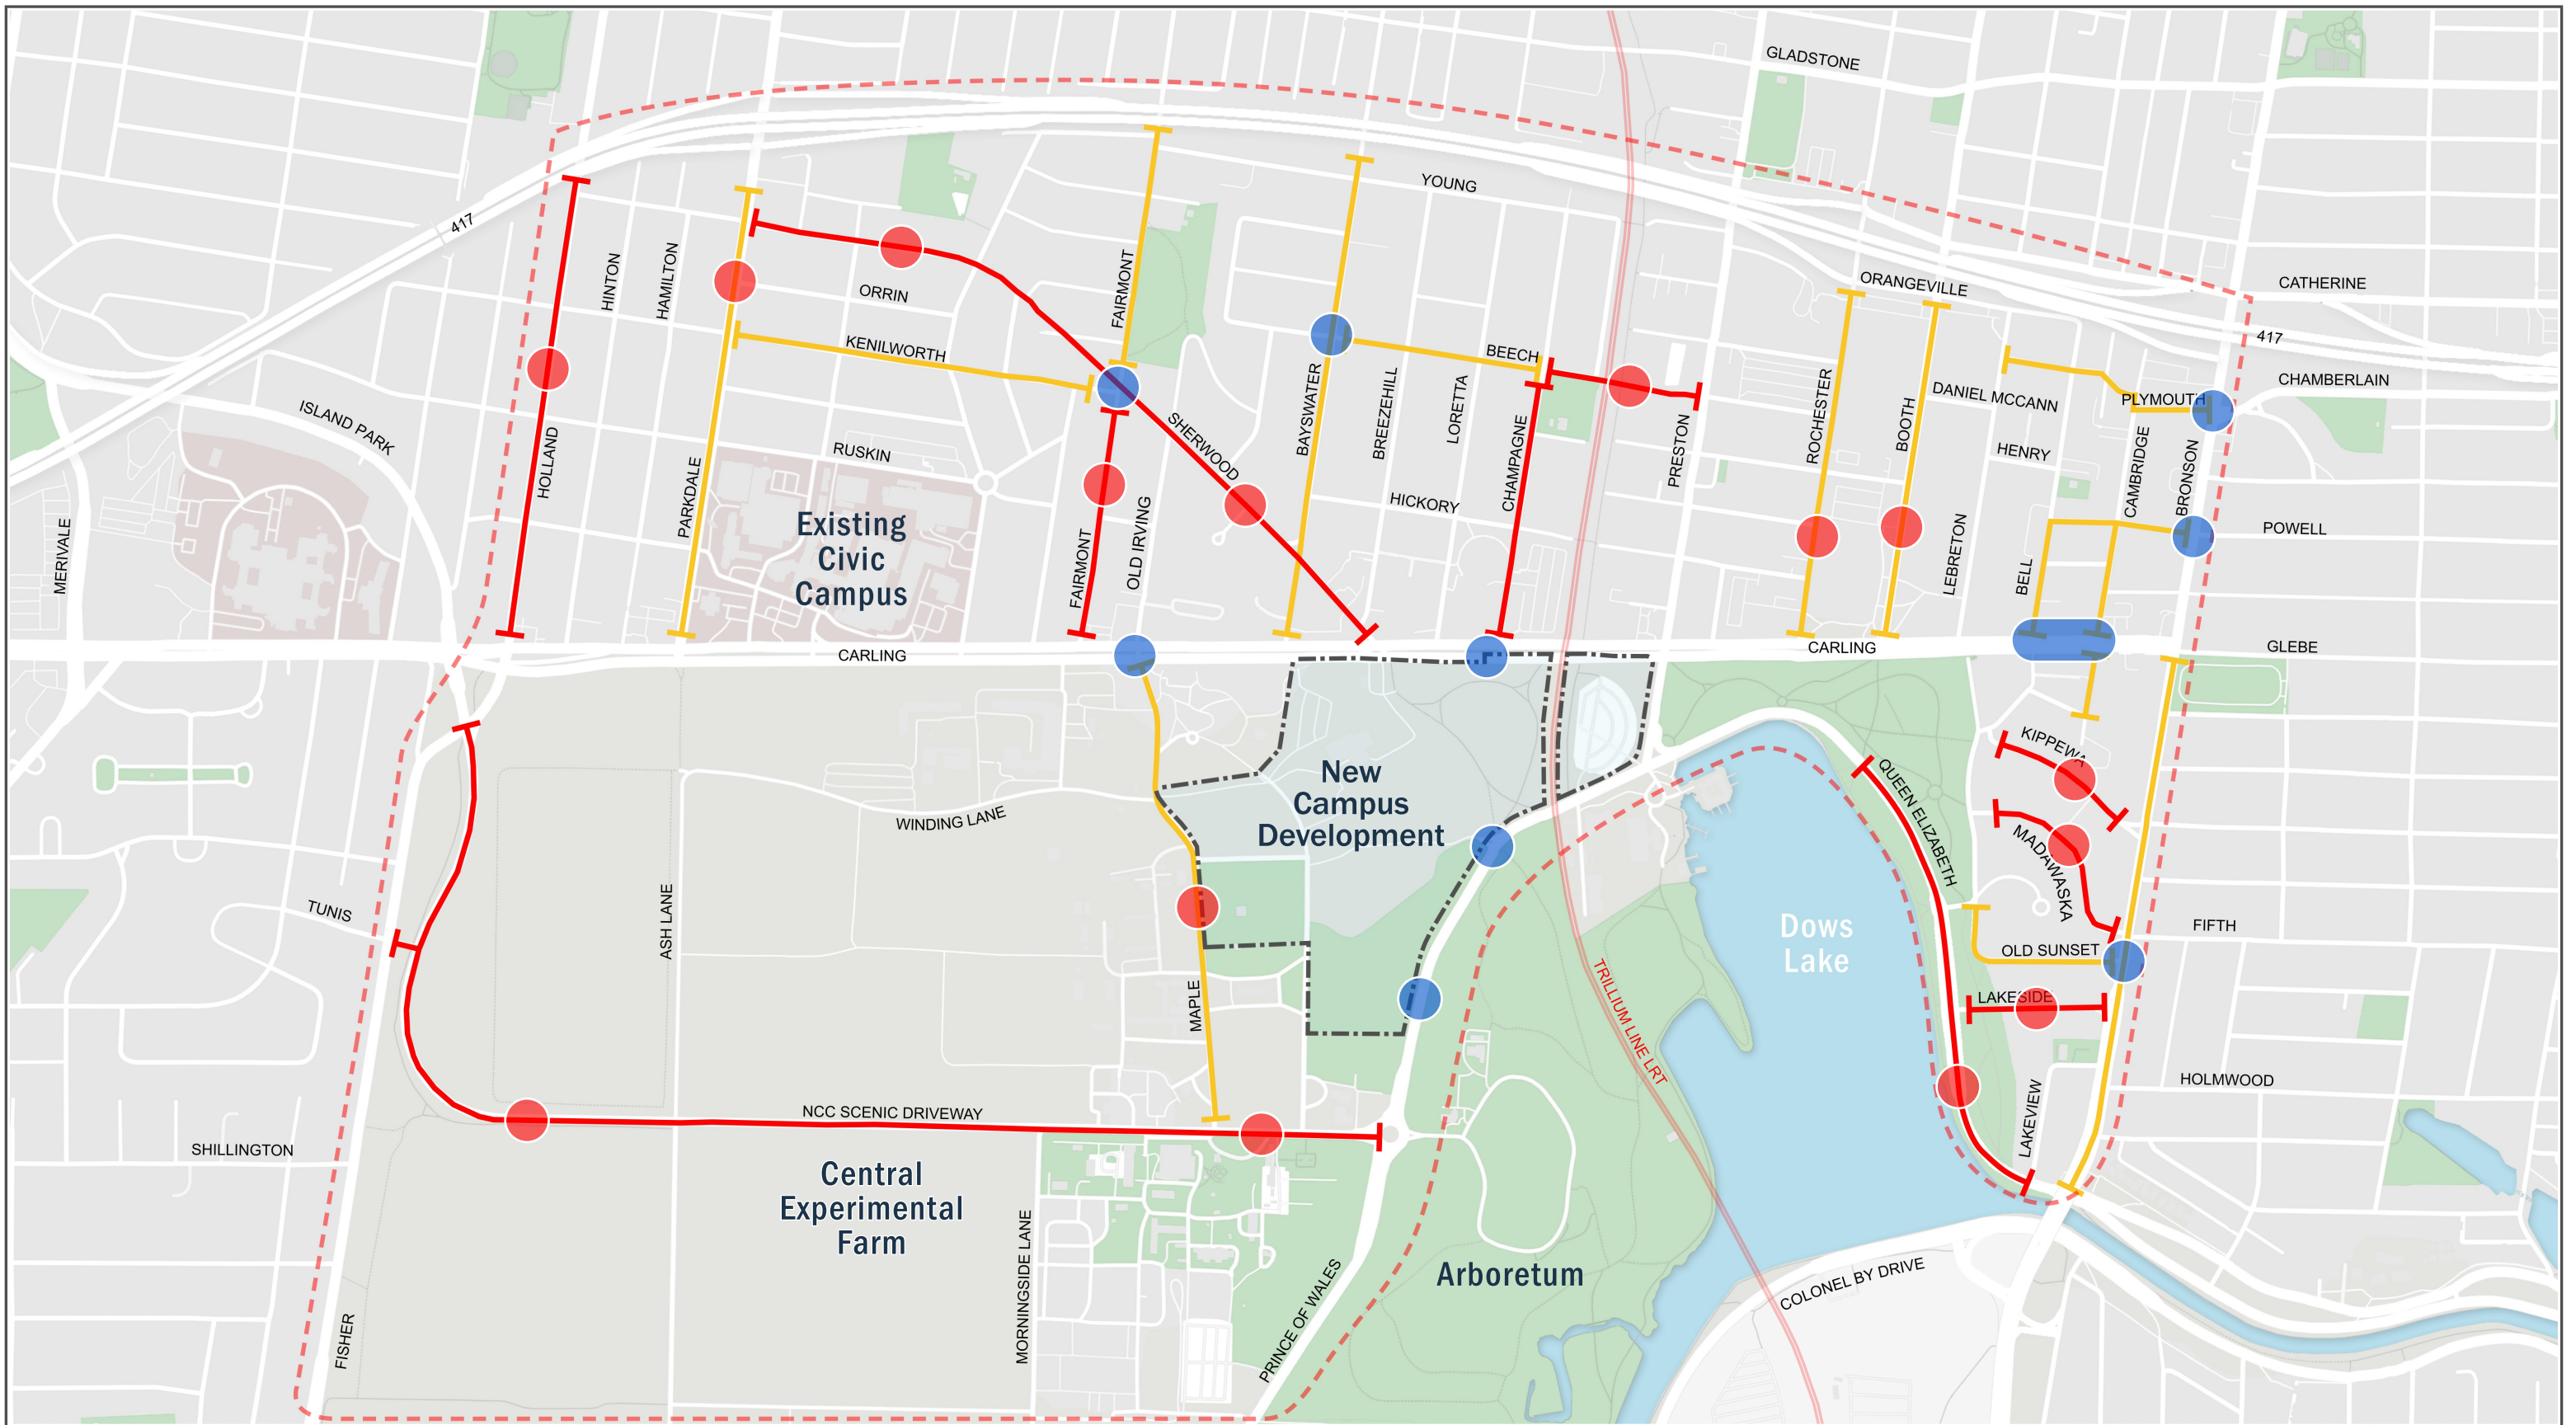 GLADSTONE
YOUNG
417
HINTON
HAMILTON
FAIRMONT
ORRIN
ORANGEVILLE
CATHERINE
417
KENILWORTH
BEECH
CHAMBERLAIN
DANIEL MCCANN
PLYMOUTH
ISLAND PARK
HOLLAND
PARKDALE
RUSKIN
SHERWOOD
BAYSWATER
BREEZEHILL
LORETTA
CHAMPAGNE
PRESTON
ROCHESTER
BOOTH
HENRY
CAMBRIDGE
BRONSON
HICKORY
POWELL
MERIVALE
Existing
Civic
Campus
FAIRMONT
OLD IRVING
LEBRETON
BELL
CARLING
CARLING
GLEBE
KIPPEWA
New
Campus
Development
QUEEN ELIZABETH
WINDING LANE
MADAWASKA
TUNIS
ASH LANE
Dows
Lake
FIFTH
OLD SUNSET
MAPLE
TRILLIUM LINE LRT
LAKESIDE
HOLMWOOD
NCC SCENIC DRIVEWAY
LAKEVIEW
SHILLINGTON
Central
Experimental
Farm
MORNINGSIDE LANE
Arboretum
COLONEL BY DRIVE
FISHER
PRINCE OF WALES